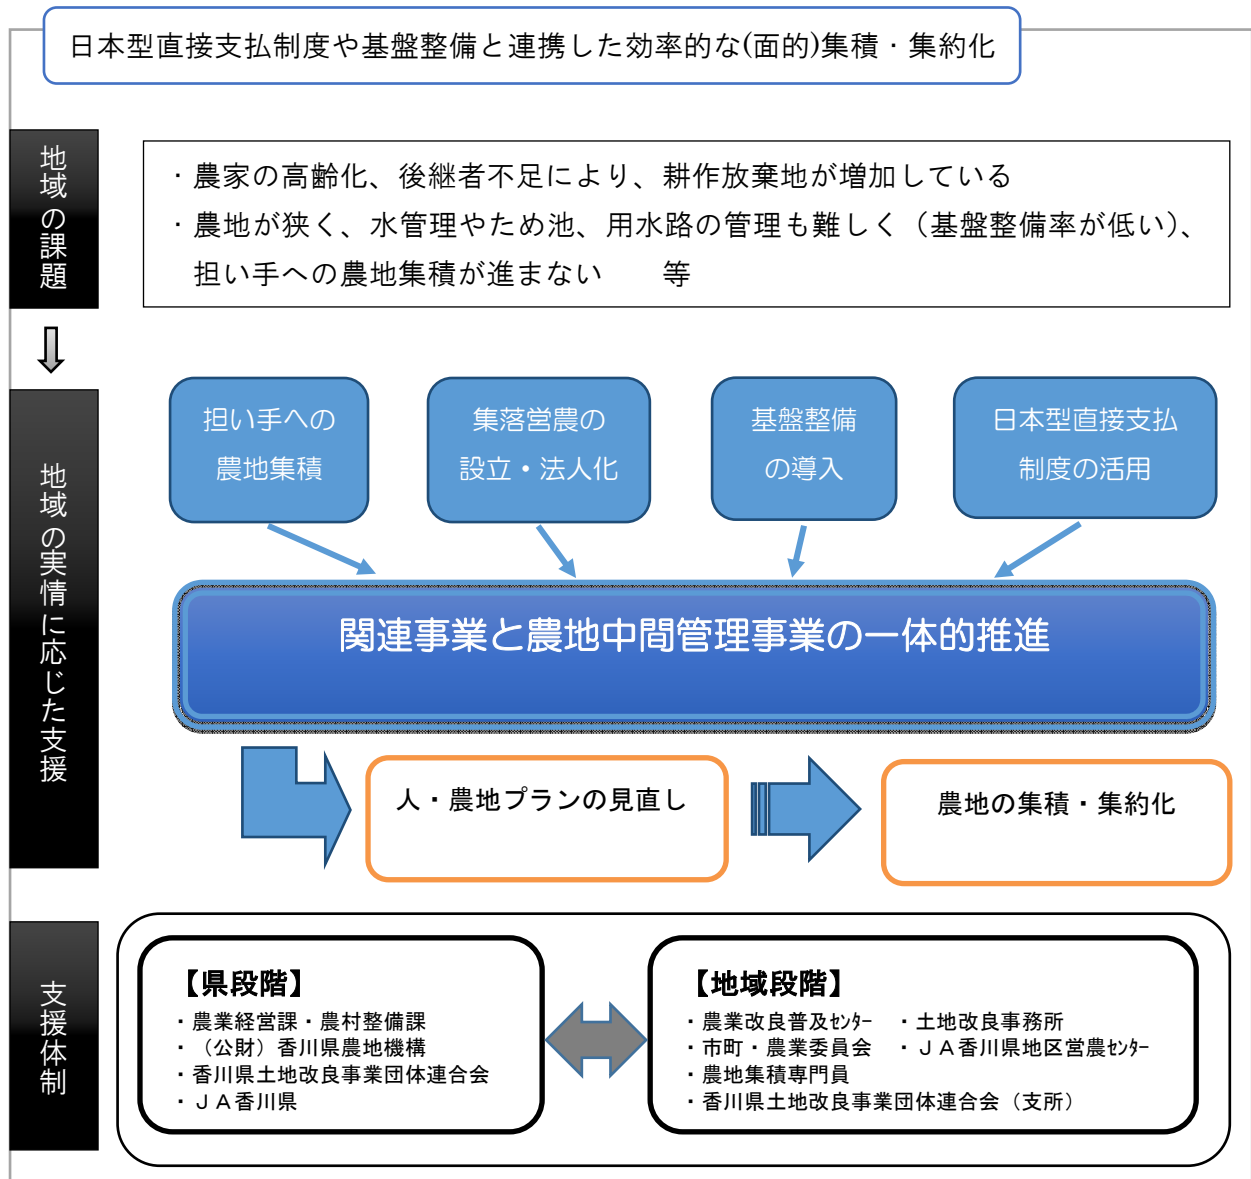 日本型直接支払制度や基盤整備と連携した効率的な(面的)集積・集約化
地域の課題
・農家の高齢化、後継者不足により、耕作放棄地が増加している
・農地が狭く、水管理やため池、用水路の管理も難しく（基盤整備率が低い）、
担い手への農地集積が進まない　　等
地域の実情に応じた支援
担い手への
農地集積
集落営農の
設立・法人化
基盤整備
の導入
日本型直接支払
制度の活用
関連事業と農地中間管理事業の一体的推進
人・農地プランの見直し
農地の集積・集約化
支援体制
【県段階】
・農業経営課・農村整備課
・（公財）香川県農地機構
・香川県土地改良事業団体連合会
・ＪＡ香川県
【地域段階】
・農業改良普及ｾﾝﾀｰ　・土地改良事務所
・市町・農業委員会　・ＪＡ香川県地区営農ｾﾝﾀｰ
・農地集積専門員
・香川県土地改良事業団体連合会（支所）